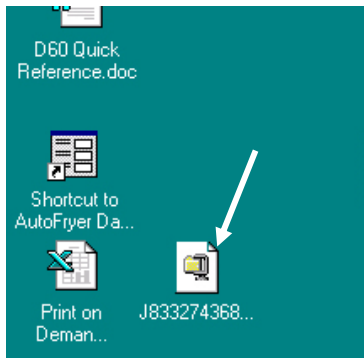 D60 Quick
Reference.doc
Shortcut to
AutoFryer Da...
Print on
Deman...
J833274368...